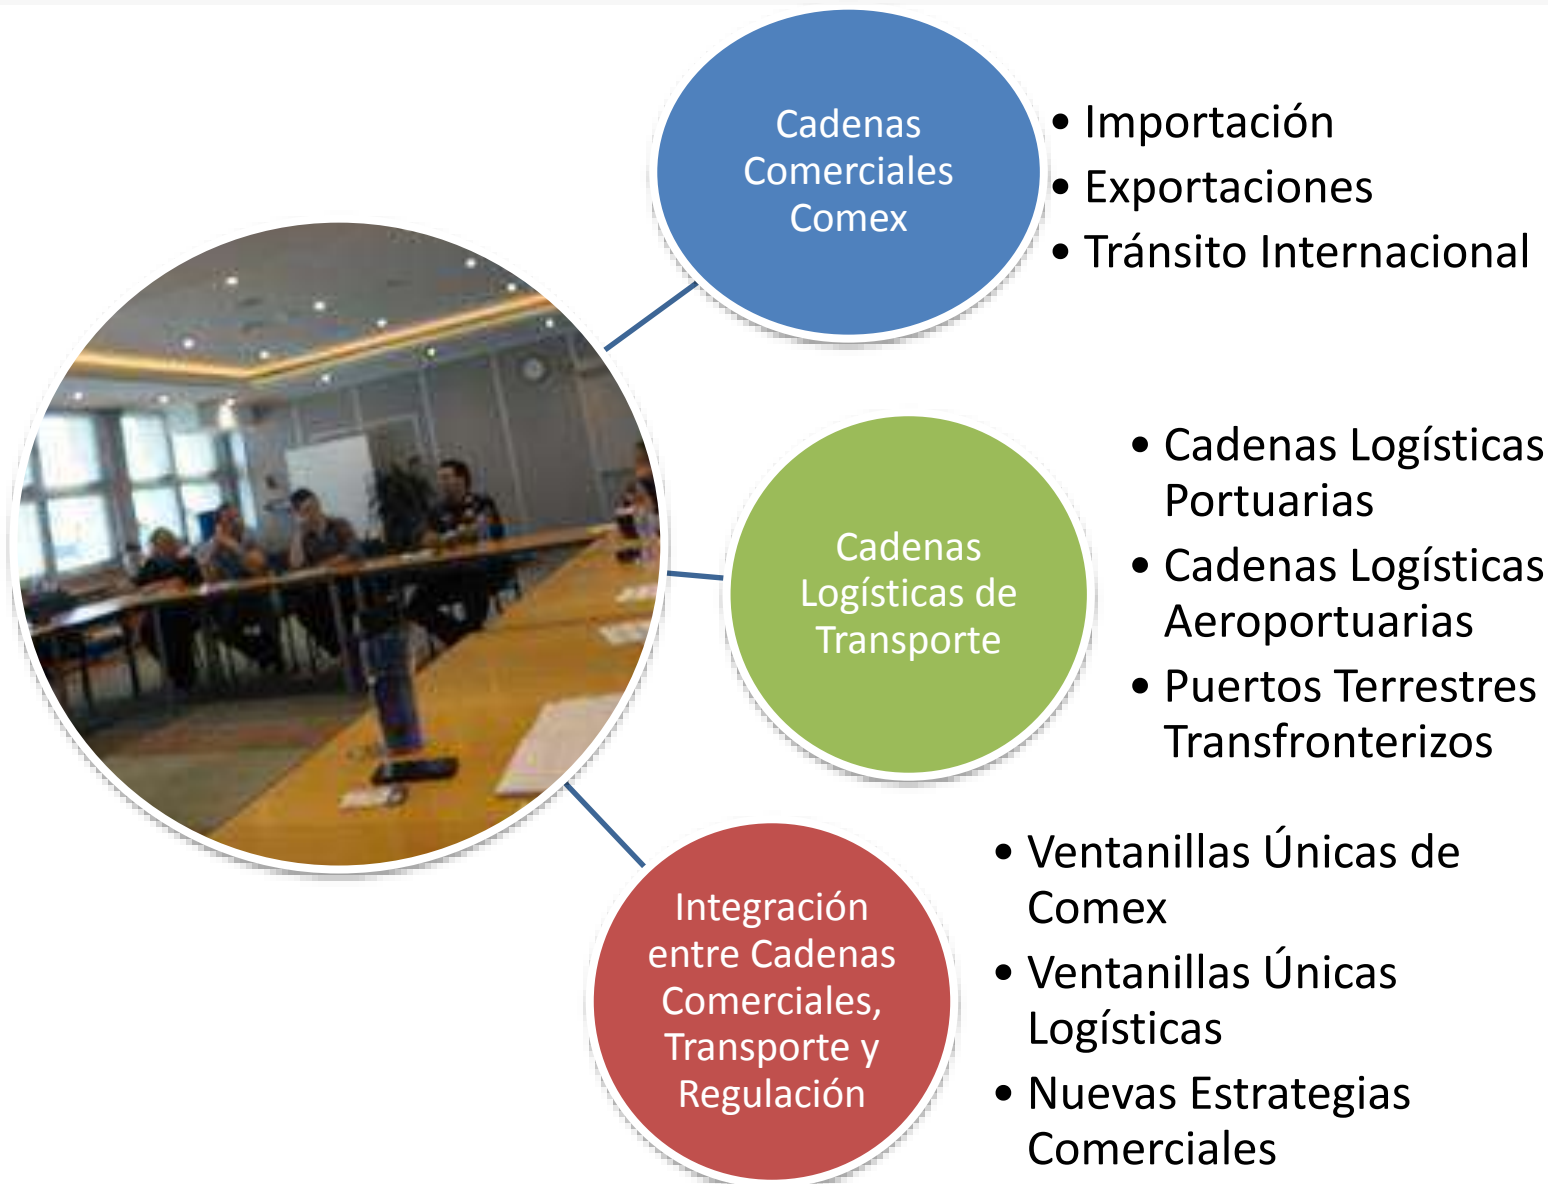 Cadenas
Comerciales
Comex
• Importación
• Exportaciones
• Tránsito Internacional
Cadenas
Logísticas de
Transporte
• Cadenas Logísticas
Portuarias
• Cadenas Logísticas
Aeroportuarias
• Puertos Terrestres
Transfronterizos
Integración
entre Cadenas
Comerciales,
Transporte y
Regulación
• Ventanillas Únicas de
Comex
• Ventanillas Únicas
Logísticas
• Nuevas Estrategias
Comerciales